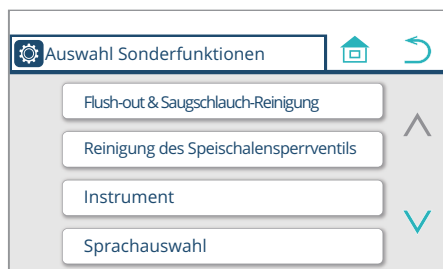 Auswahl Sonderfunktionen
Flush-out & Saugschlauch-Reinigung
Reinigung des Speischalensperrventils
Instrument
Sprachauswahl